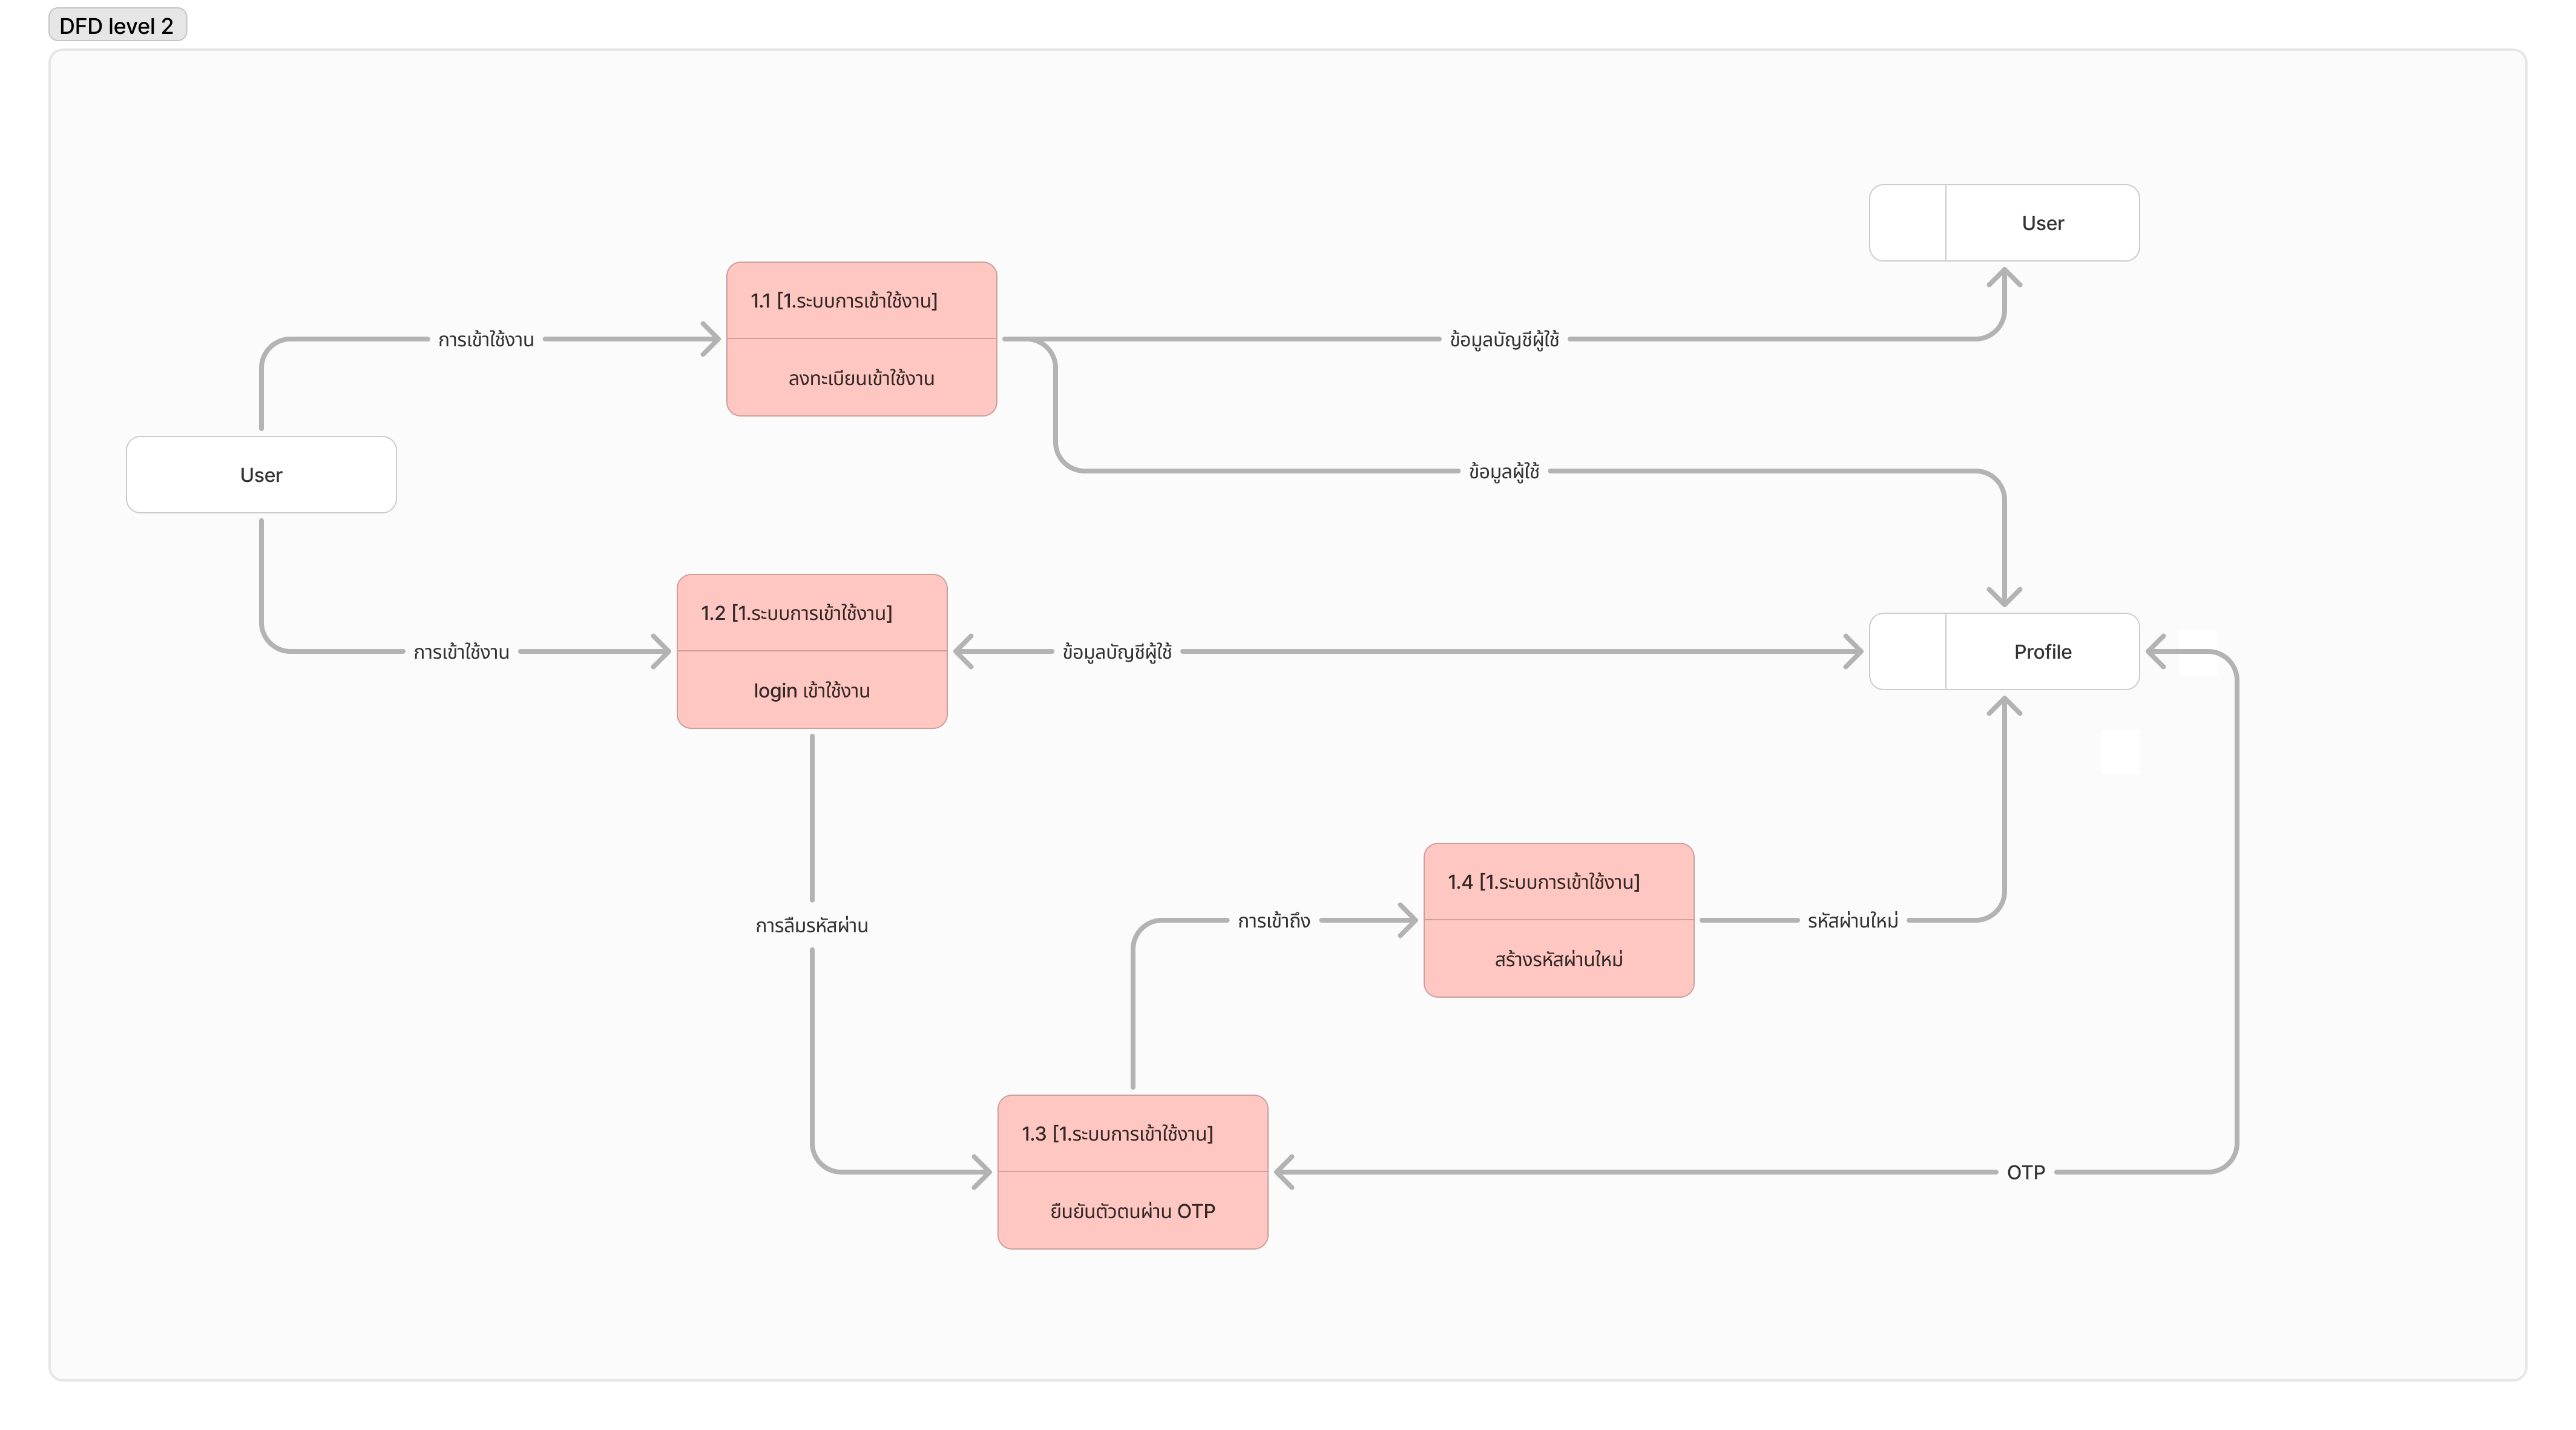 DFD level 2
User
1.1 [1.ระบบการเข้าใช้งาน]
การเข้าใช้งาน
ข้อมูลบัญชีผู้ใช้
ลงทะเบียนเข้าใช้งาน
User
ข้อมูลผู้ใช้
1.2 [1.ระบบการเข้าใช้งาน]
การเข้าใช้งาน
ข้อมูลบัญชีผู้ใช้
Profile
login เข้าใช้งาน
1.4 [1.ระบบการเข้าใช้งาน]
การลืมรหัสผ่าน
การเข้าถึง
รหัสผ่านใหม่
สร้างรหัสผ่านใหม่
1.3 [1.ระบบการเข้าใช้งาน]
OTP
ยืนยันตัวตนผ่าน OTP